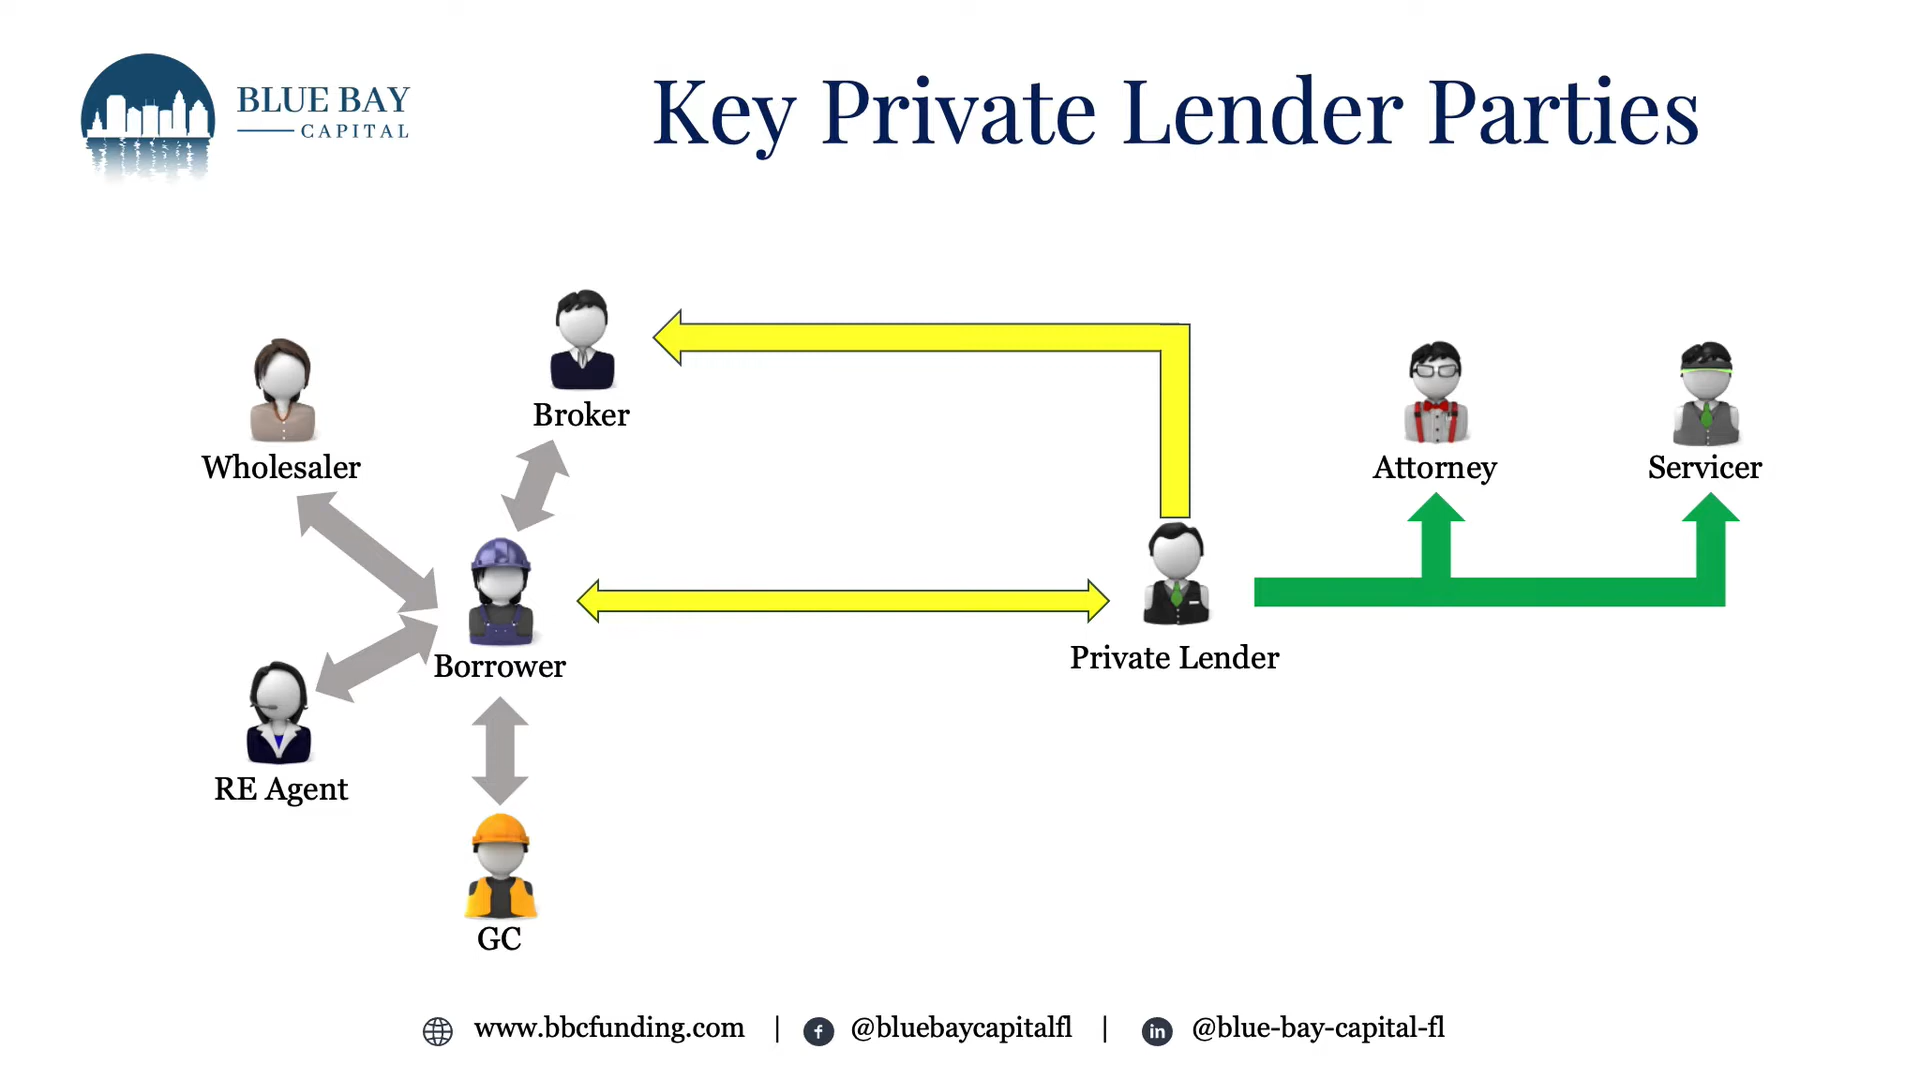 BLUE BAY
CAPITAL
Key Private Lender Parties
Broker
Wholesaler
Attorney
Servicer
Borrower
Private Lender
RE Agent
GC
www.bbcfunding.com | @bluebaycapitalfl | @blue-bay-capital-fl